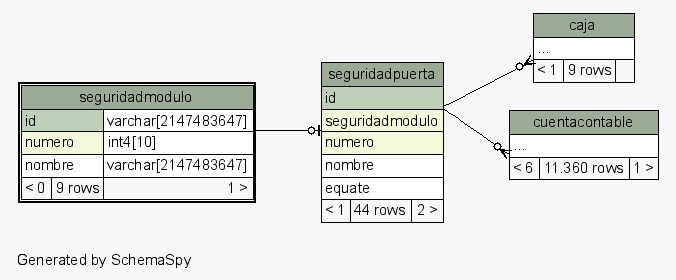 caja
...
< 1 9 rows
seguridadpuerta
id
seguridadmodulo
numero
nombre
equate
< 1 44 rows 2 >
seguridadmodulo
id varchar[2147483647]
numero int4[10]
nombre varchar[2147483647]
< 0 9 rows 1 >
cuentacontable
...
< 6 11.360 rows 1 >
Generated by SchemaSpy